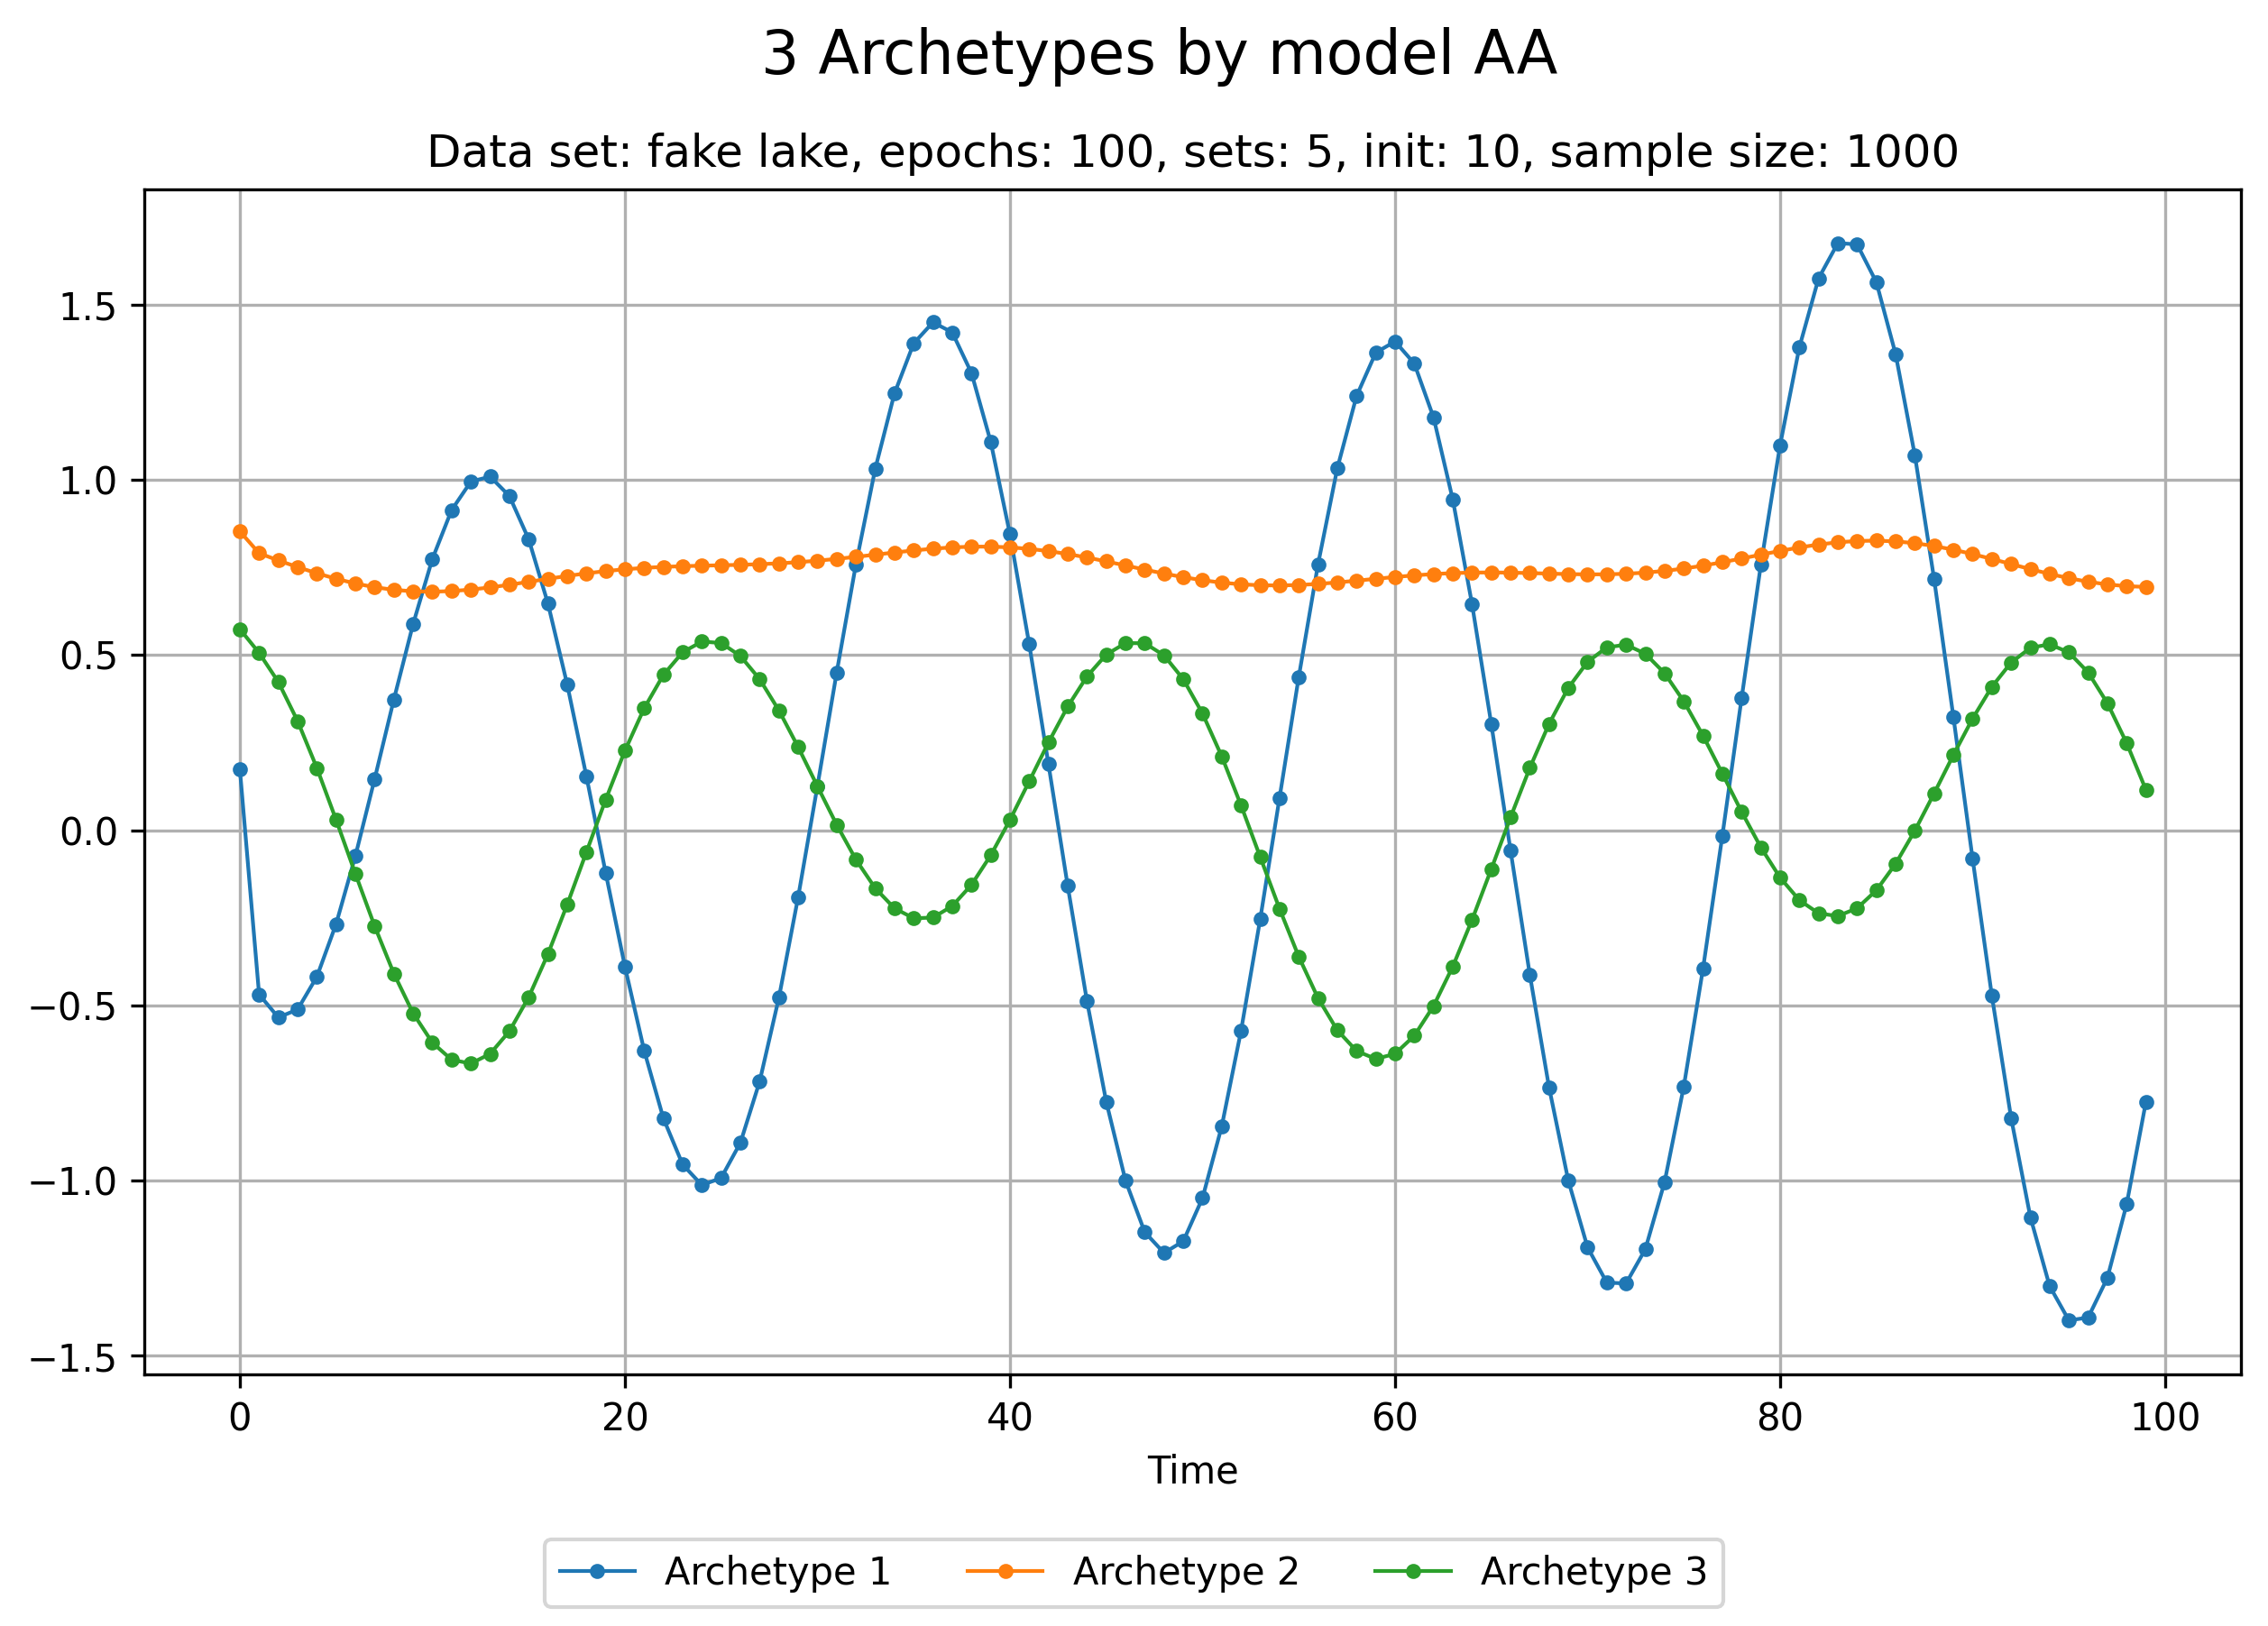 3 Archetypes by model AA
Data set: fake lake, epochs: 100, sets: 5, init: 10, sample size: 1000
1.5
1.0
0.5
0.0
−0.5
−1.0
−1.5
0 20 40 60 80 100
Time
Archetype 1 Archetype 2 Archetype 3